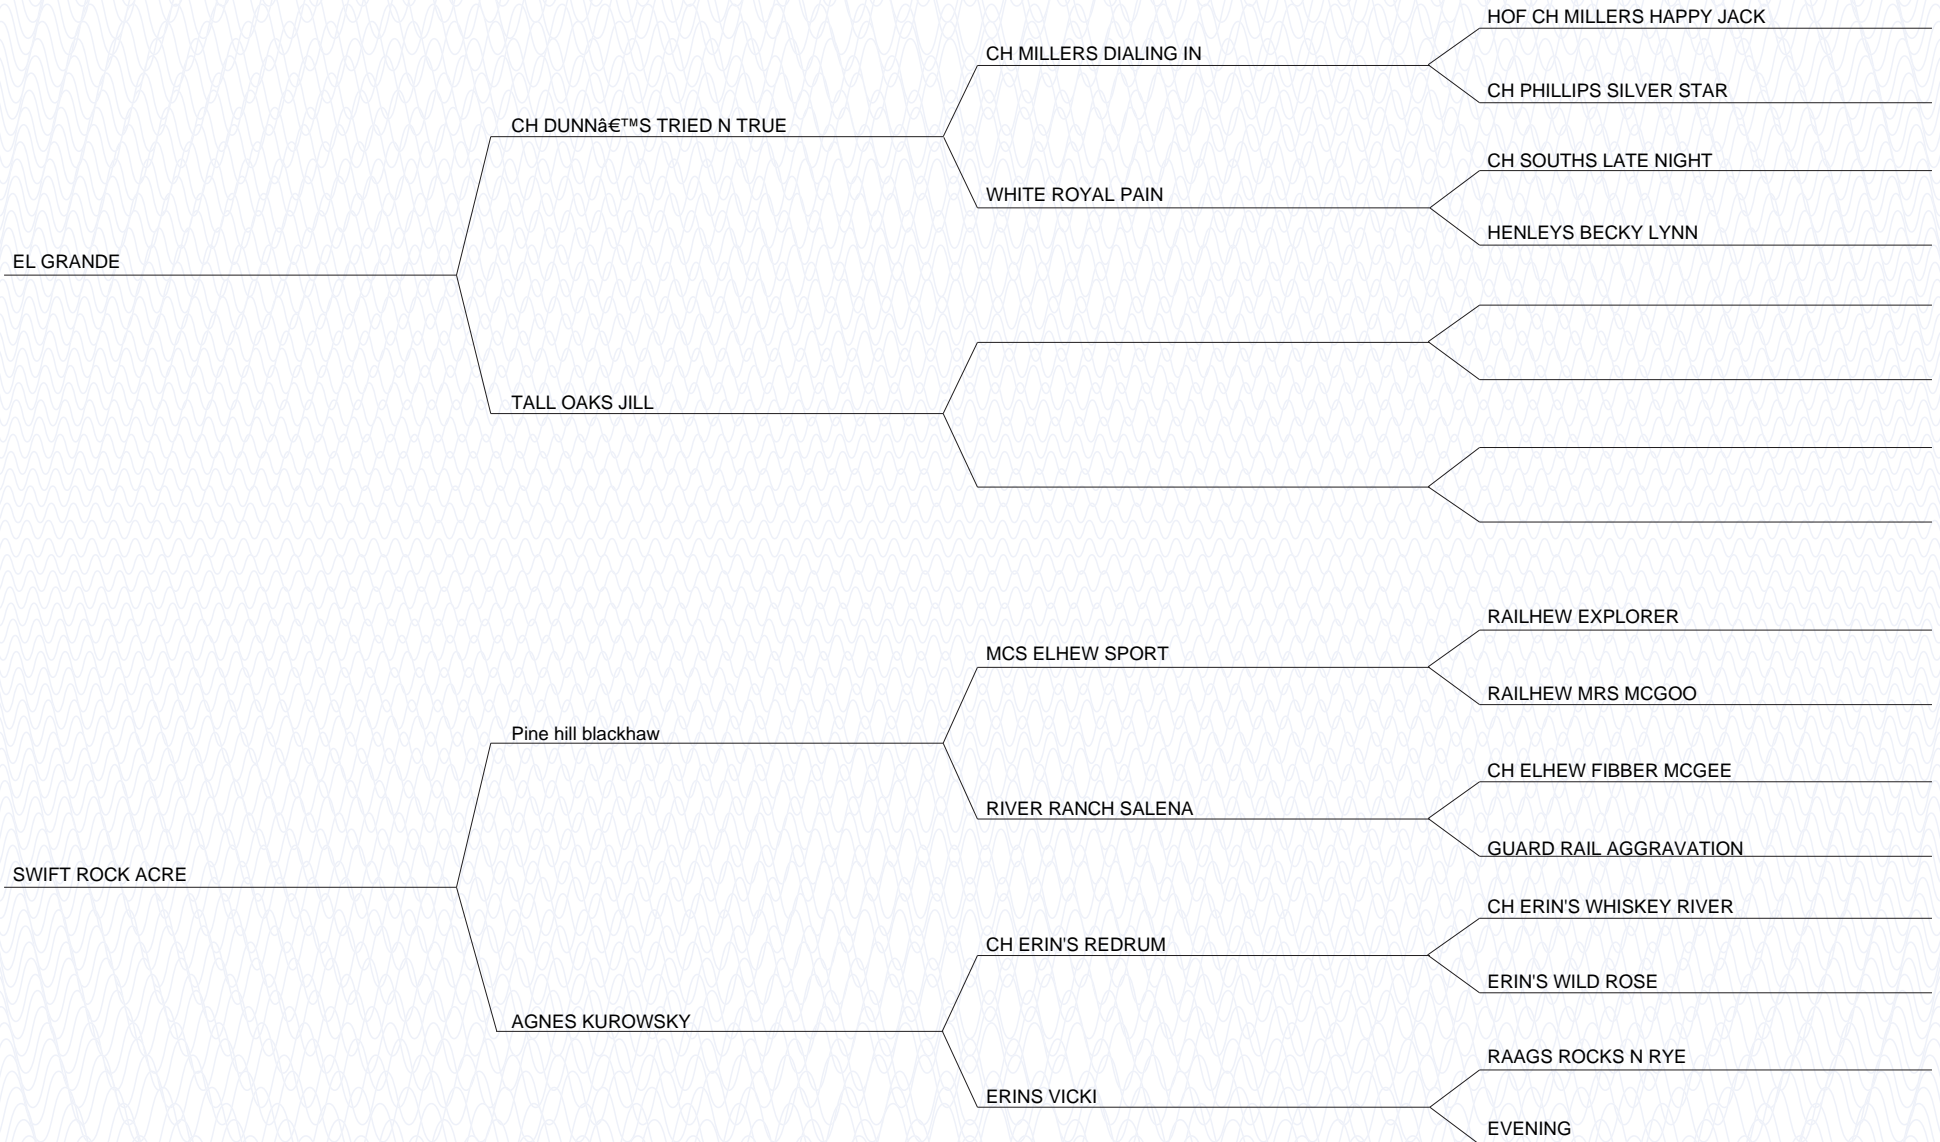 HOF CH MILLERS HAPPY JACK
CH MILLERS DIALING IN
CH PHILLIPS SILVER STAR
CH DUNNâ€™S TRIED N TRUE
CH SOUTHS LATE NIGHT
WHITE ROYAL PAIN
HENLEYS BECKY LYNN
EL GRANDE
TALL OAKS JILL
RAILHEW EXPLORER
MCS ELHEW SPORT
RAILHEW MRS MCGOO
Pine hill blackhaw
CH ELHEW FIBBER MCGEE
RIVER RANCH SALENA
GUARD RAIL AGGRAVATION
SWIFT ROCK ACRE
CH ERIN'S WHISKEY RIVER
CH ERIN'S REDRUM
ERIN'S WILD ROSE
AGNES KUROWSKY
RAAGS ROCKS N RYE
ERINS VICKI
EVENING